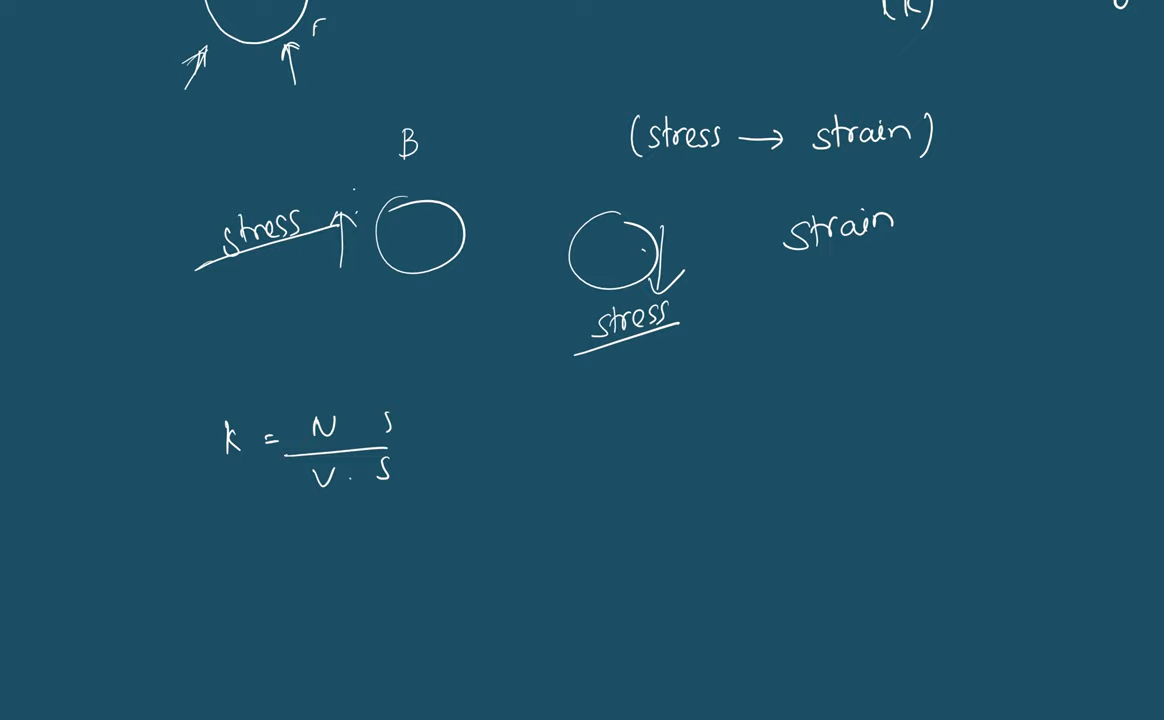 F
(k)
B
(stress → strain)
stress
strain
stress
k = N s / V . S